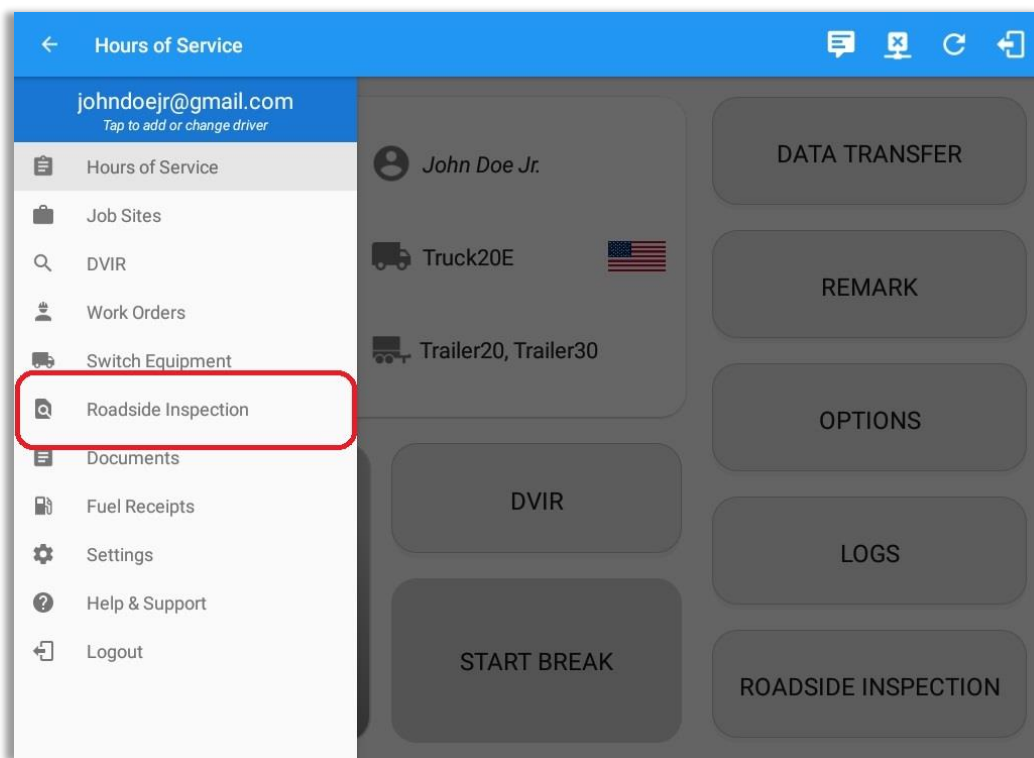 Hours of Service
johndoejr@gmail.com
Tap to add or change driver
Hours of Service
Job Sites
DVIR
Work Orders
Switch Equipment
Roadside Inspection
Documents
Fuel Receipts
Settings
Help & Support
Logout
John Doe Jr.
Truck20E
Trailer20, Trailer30
DVIR
START BREAK
DATA TRANSFER
REMARK
OPTIONS
LOGS
ROADSIDE INSPECTION